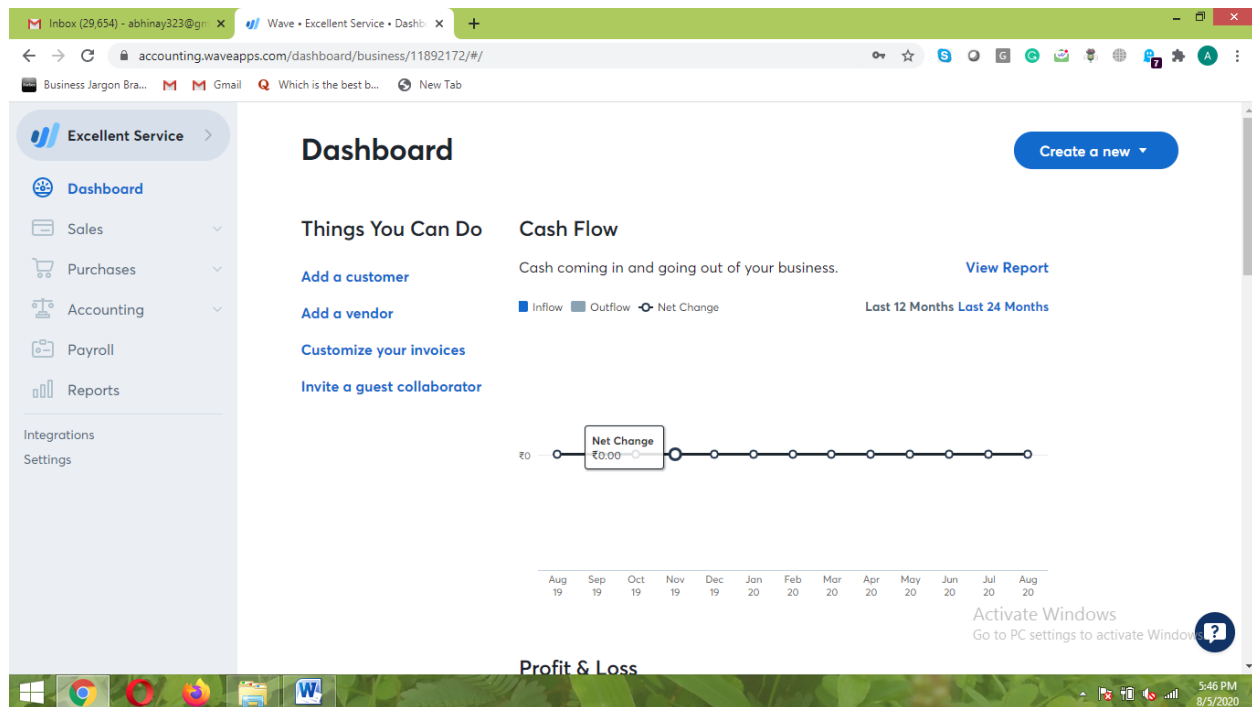 Inbox (29,654) - abhinay323@gm
Wave • Excellent Service • Dashb
accounting.waveapps.com/dashboard/business/11892172/#/
G
7
A
Business Jargon Bra...
Gmail
Which is the best b...
New Tab
Excellent Service
Dashboard
Sales
Purchases
Accounting
Payroll
Reports
Integrations
Settings
Dashboard
Create a new
Things You Can Do
Add a customer
Add a vendor
Customize your invoices
Invite a guest collaborator
Cash Flow
Cash coming in and going out of your business.
View Report
Inflow Outflow Net Change
Last 12 Months Last 24 Months
Net Change
₹0.00
₹0
Aug 19 Sep 19 Oct 19 Nov 19 Dec 19 Jan 20 Feb 20 Mar 20 Apr 20 May 20 Jun 20 Jul 20 Aug 20
Activate Windows
Go to PC settings to activate Windows
?
Profit & Loss
5:46 PM
8/5/2020